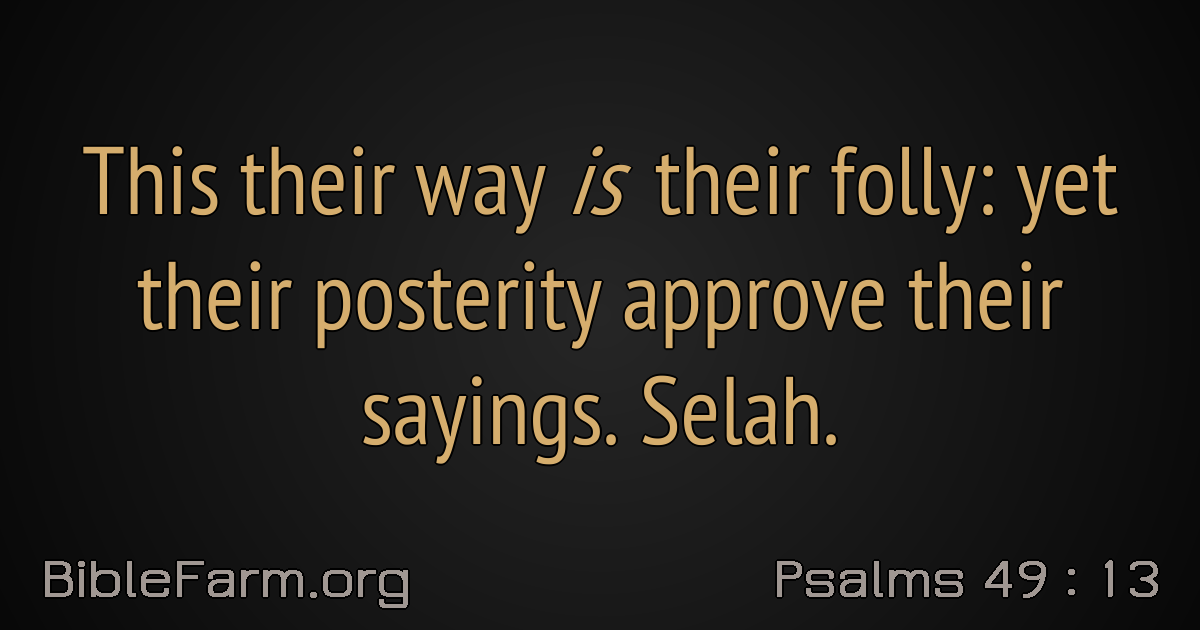 This their way is their folly: yet
their posterity approve their
sayings. Selah.
BibleFarm.org
Psalms 49 : 13